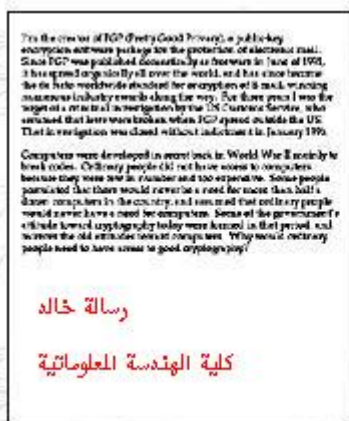 I'm the creator of PGP (Pretty Good Privacy), a public-key
encryption software package for the protection of electronic mail.
Since PGP was published domestically as freeware in June of 1991,
it has spread organically all over the world, and has since become
the de facto worldwide standard for encryption of E-mail, winning
numerous industry awards along the way. For three years I was the
target of a criminal investigation by the US Customs Service, who
assumed that laws were broken when PGP spread outside the US.
That investigation was closed without indictment in January 1996.
Computers were developed in secret back in World War II mainly to
break codes. Ordinary people did not have access to computers,
because they were few in number and too expensive. Some people
postulated that there would never be a need for more than half a
dozen computers in the country, and assumed that ordinary people
would never have a need for computers. Some of the government's
attitude toward cryptography today were formed in that period, and
mirrors the old attitudes toward computers. Why would ordinary
people need to have access to good cryptography?
رسالة خالد
كلية الهندسة المعلوماتية